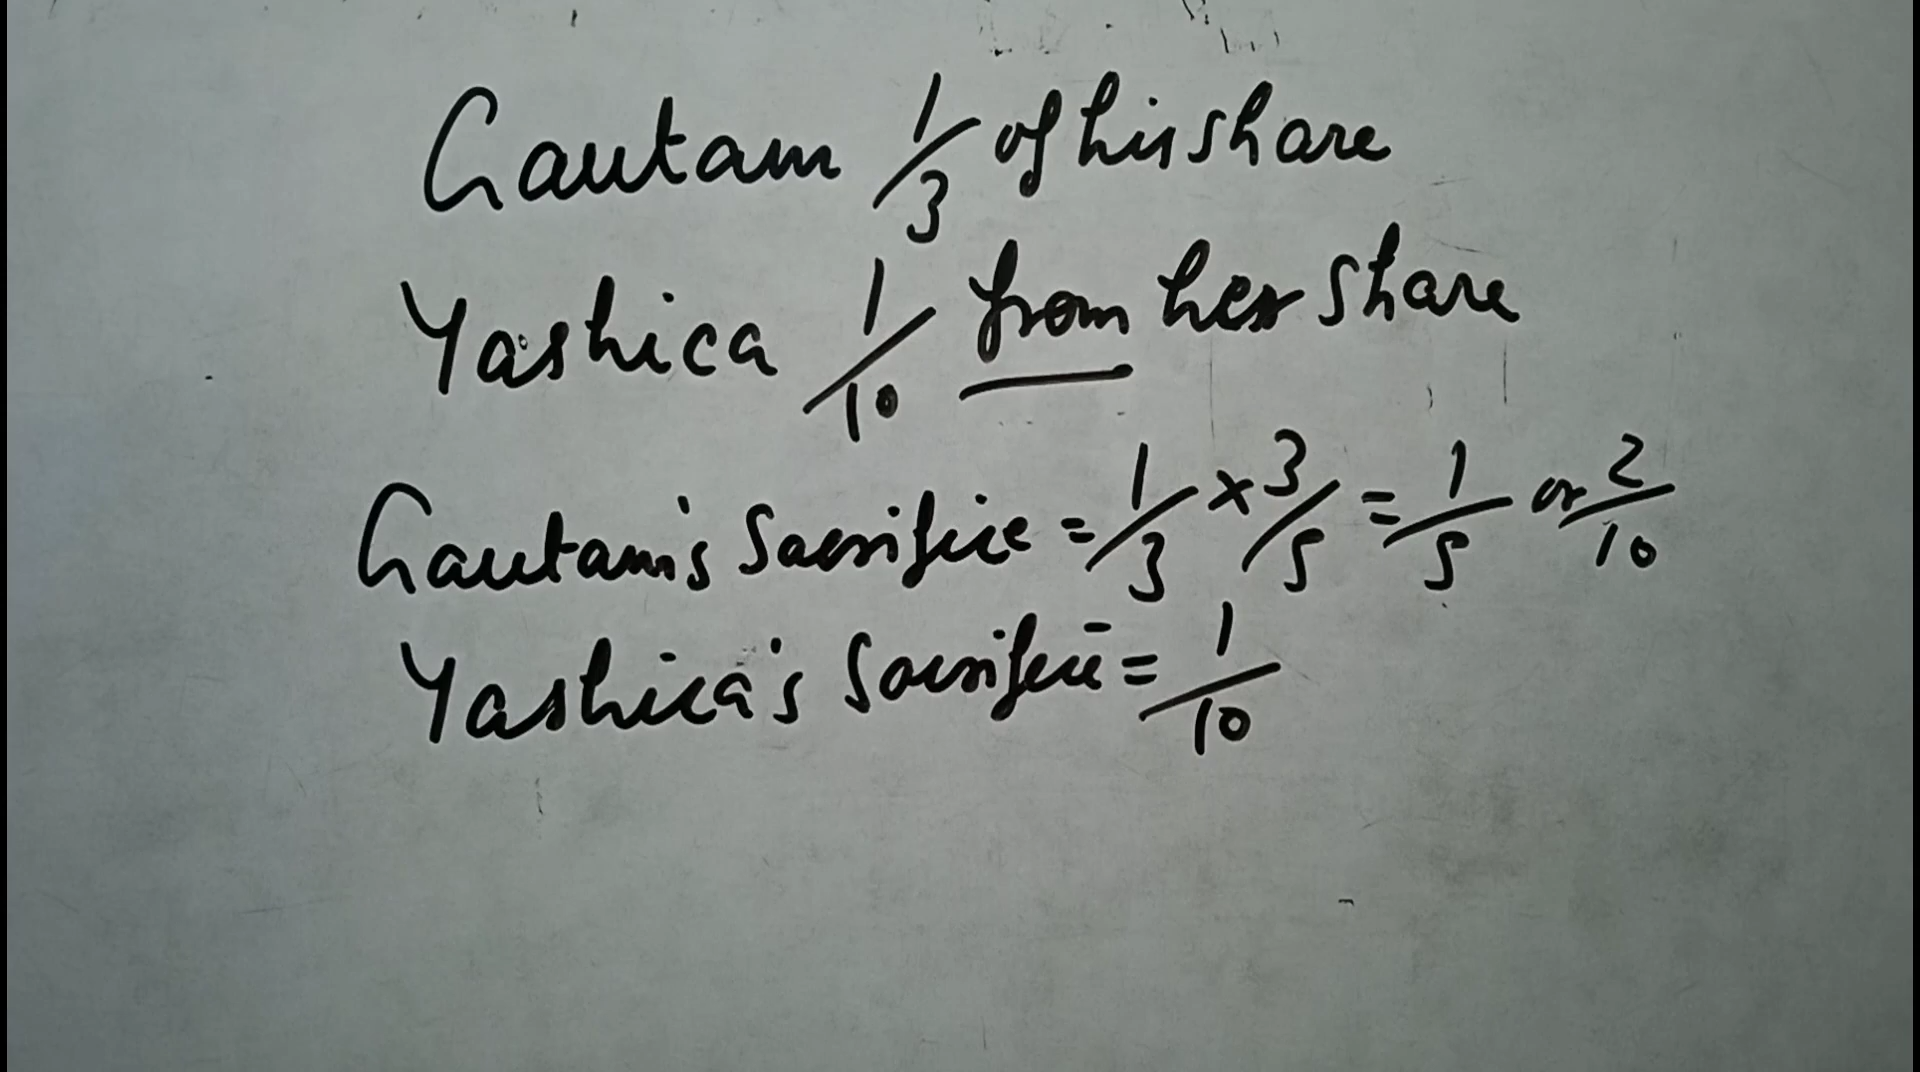 Gautam 1/3 of his share
Yashica 1/10 from her share
Gautam's Sacrifice = 1/3 × 3/5 = 1/5 or 2/10
Yashica's Sacrifice = 1/10